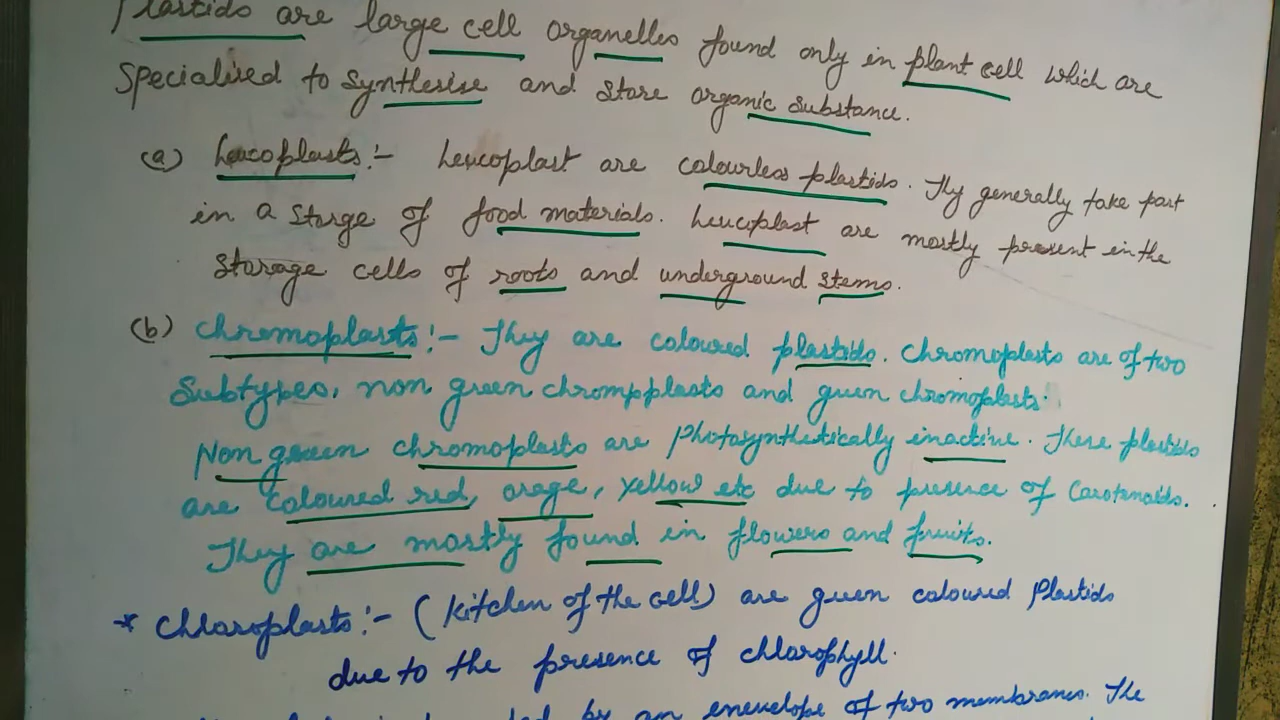 Plastids are large cell organelles found only in plant cell which are
Specialised to synthesise and store organic substance.
(a) Leucoplasts:- Leucoplast are colourless plastids. They generally take part
in a storge of food materials. Leucoplast are mostly present in the
storage cells of roots and underground stems.
(b) Chromoplasts:- They are coloured plastids. Chromoplasts are of two
Subtypes, non green chromoplasts and green chromoplasts.
Non green chromoplasts are Photosynthetically inactive. These plastids
are coloured red, orage, yellow etc due to presence of Carotenoids.
They are mostly found in flowers and fruits.
* Chloroplasts:- (Kitchen of the cell) are green coloured Plastids
due to the presence of chlorophyll.
by an envelope of two membranes. The